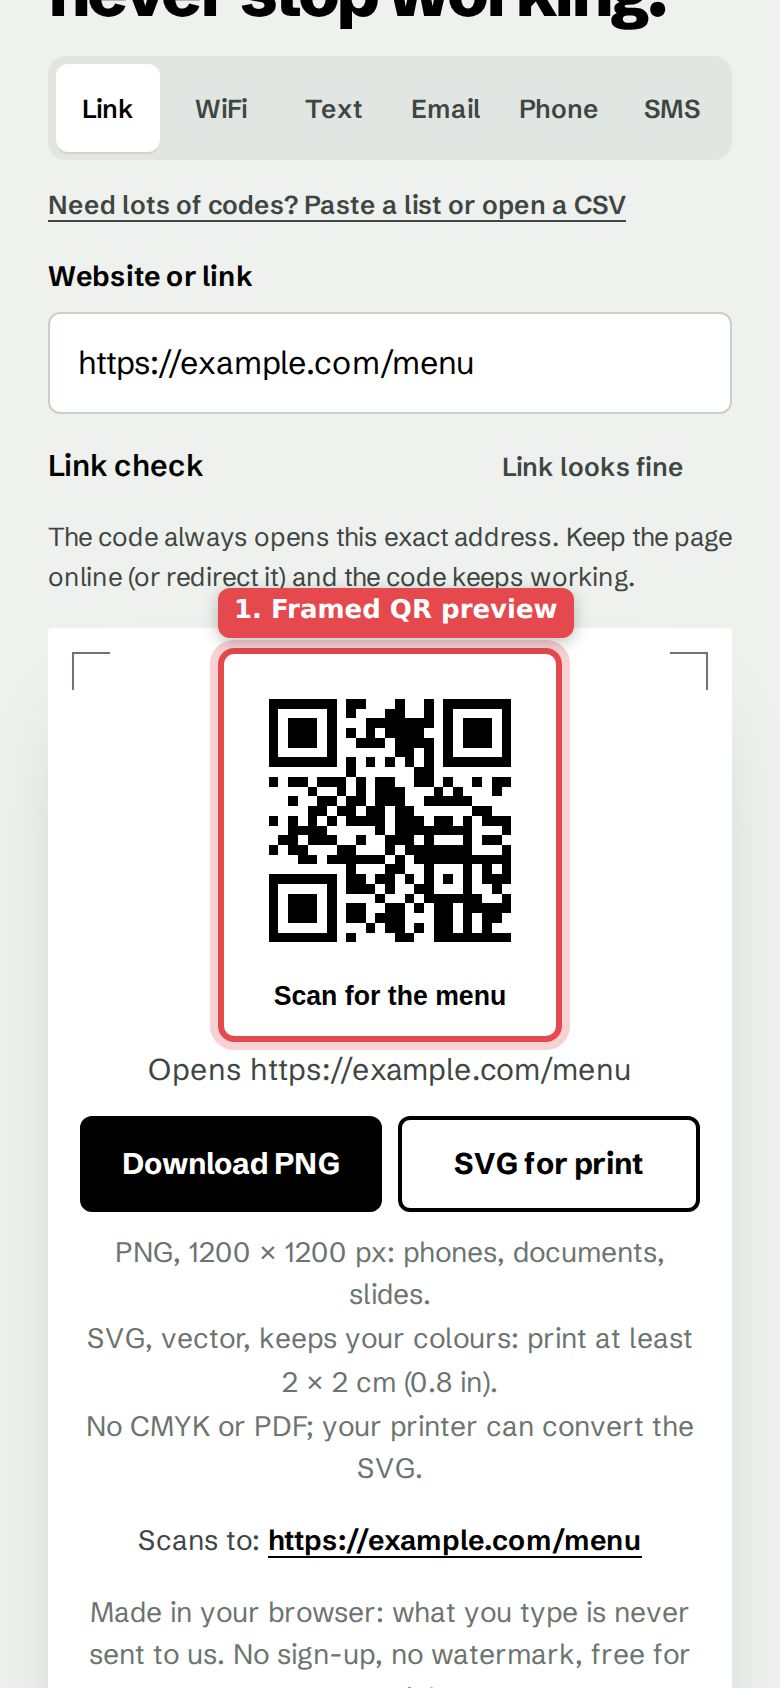 never stop working.
Link WiFi Text Email Phone SMS
Need lots of codes? Paste a list or open a CSV
Website or link
https://example.com/menu
Link check Link looks fine
The code always opens this exact address. Keep the page
online (or redirect it) and the code keeps working.
1. Framed QR preview
Scan for the menu
Opens https://example.com/menu
Download PNG SVG for print
PNG, 1200 × 1200 px: phones, documents,
slides.
SVG, vector, keeps your colours: print at least
2 × 2 cm (0.8 in).
No CMYK or PDF; your printer can convert the
SVG.
Scans to: https://example.com/menu
Made in your browser: what you type is never
sent to us. No sign-up, no watermark, free for